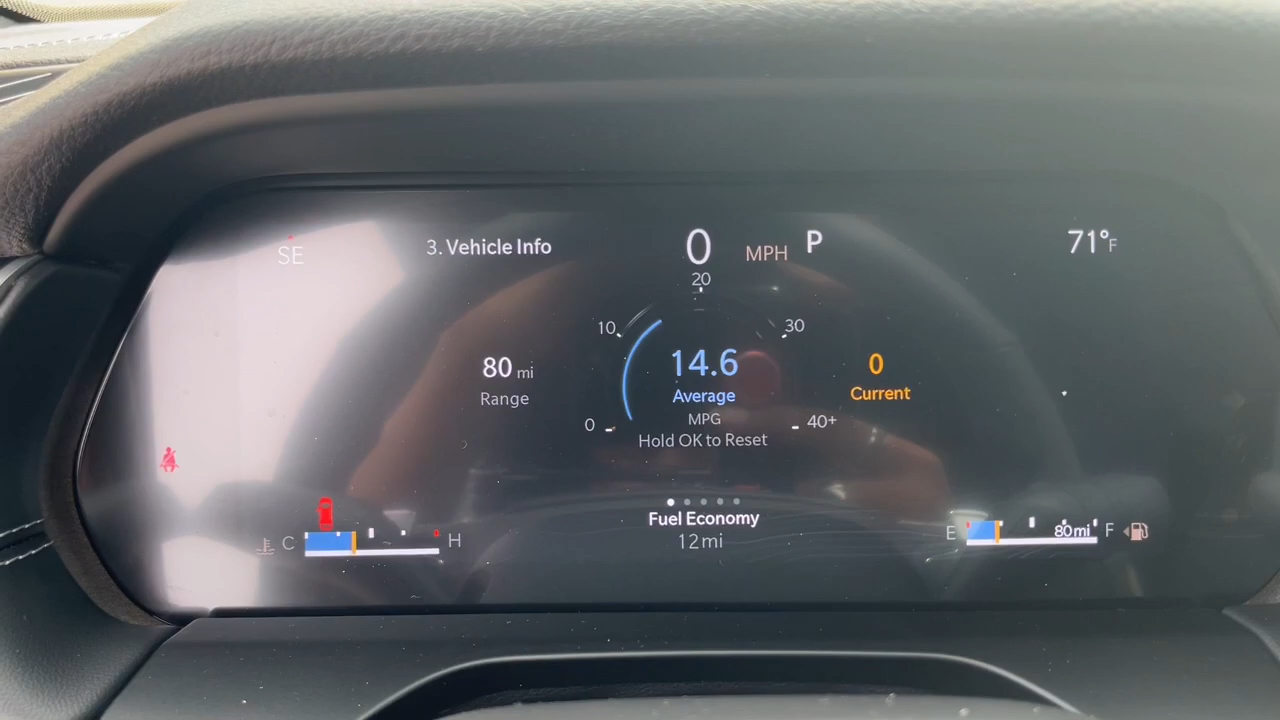 SE
3. Vehicle Info
0 MPH P
71°F
20
10
30
80 mi
Range
14.6
Average
MPG
0
Current
0
40+
Hold OK to Reset
Fuel Economy
12 mi
C
H
E
80mi
F